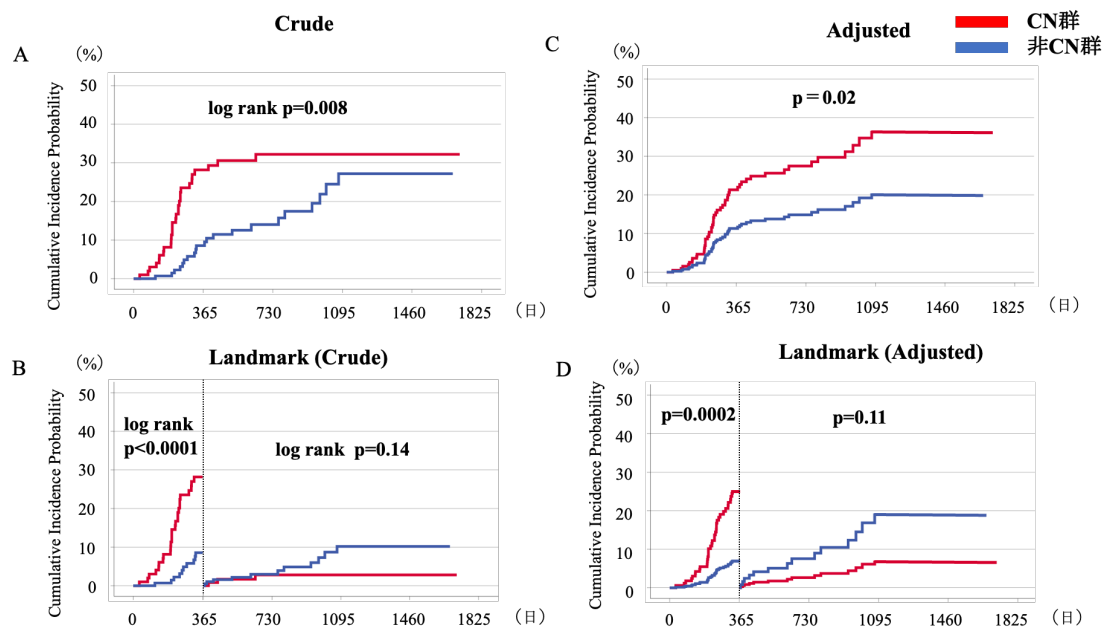 Crude
A
(%)
Cumulative Incidence Probability
50
40
30
20
10
0
log rank p=0.008
0 365 730 1095 1460 1825 (日)
C
(%)
Adjusted
CN群
非CN群
Cumulative Incidence Probability
50
40
30
20
10
0
p=0.02
0 365 730 1095 1460 1825 (日)
B
(%)
Landmark (Crude)
Cumulative Incidence Probability
50
40
30
20
10
0
log rank
p<0.0001
log rank p=0.14
0 365 730 1095 1460 1825 (日)
D
(%)
Landmark (Adjusted)
Cumulative Incidence Probability
50
40
30
20
10
0
p=0.0002
p=0.11
0 365 730 1095 1460 1825 (日)